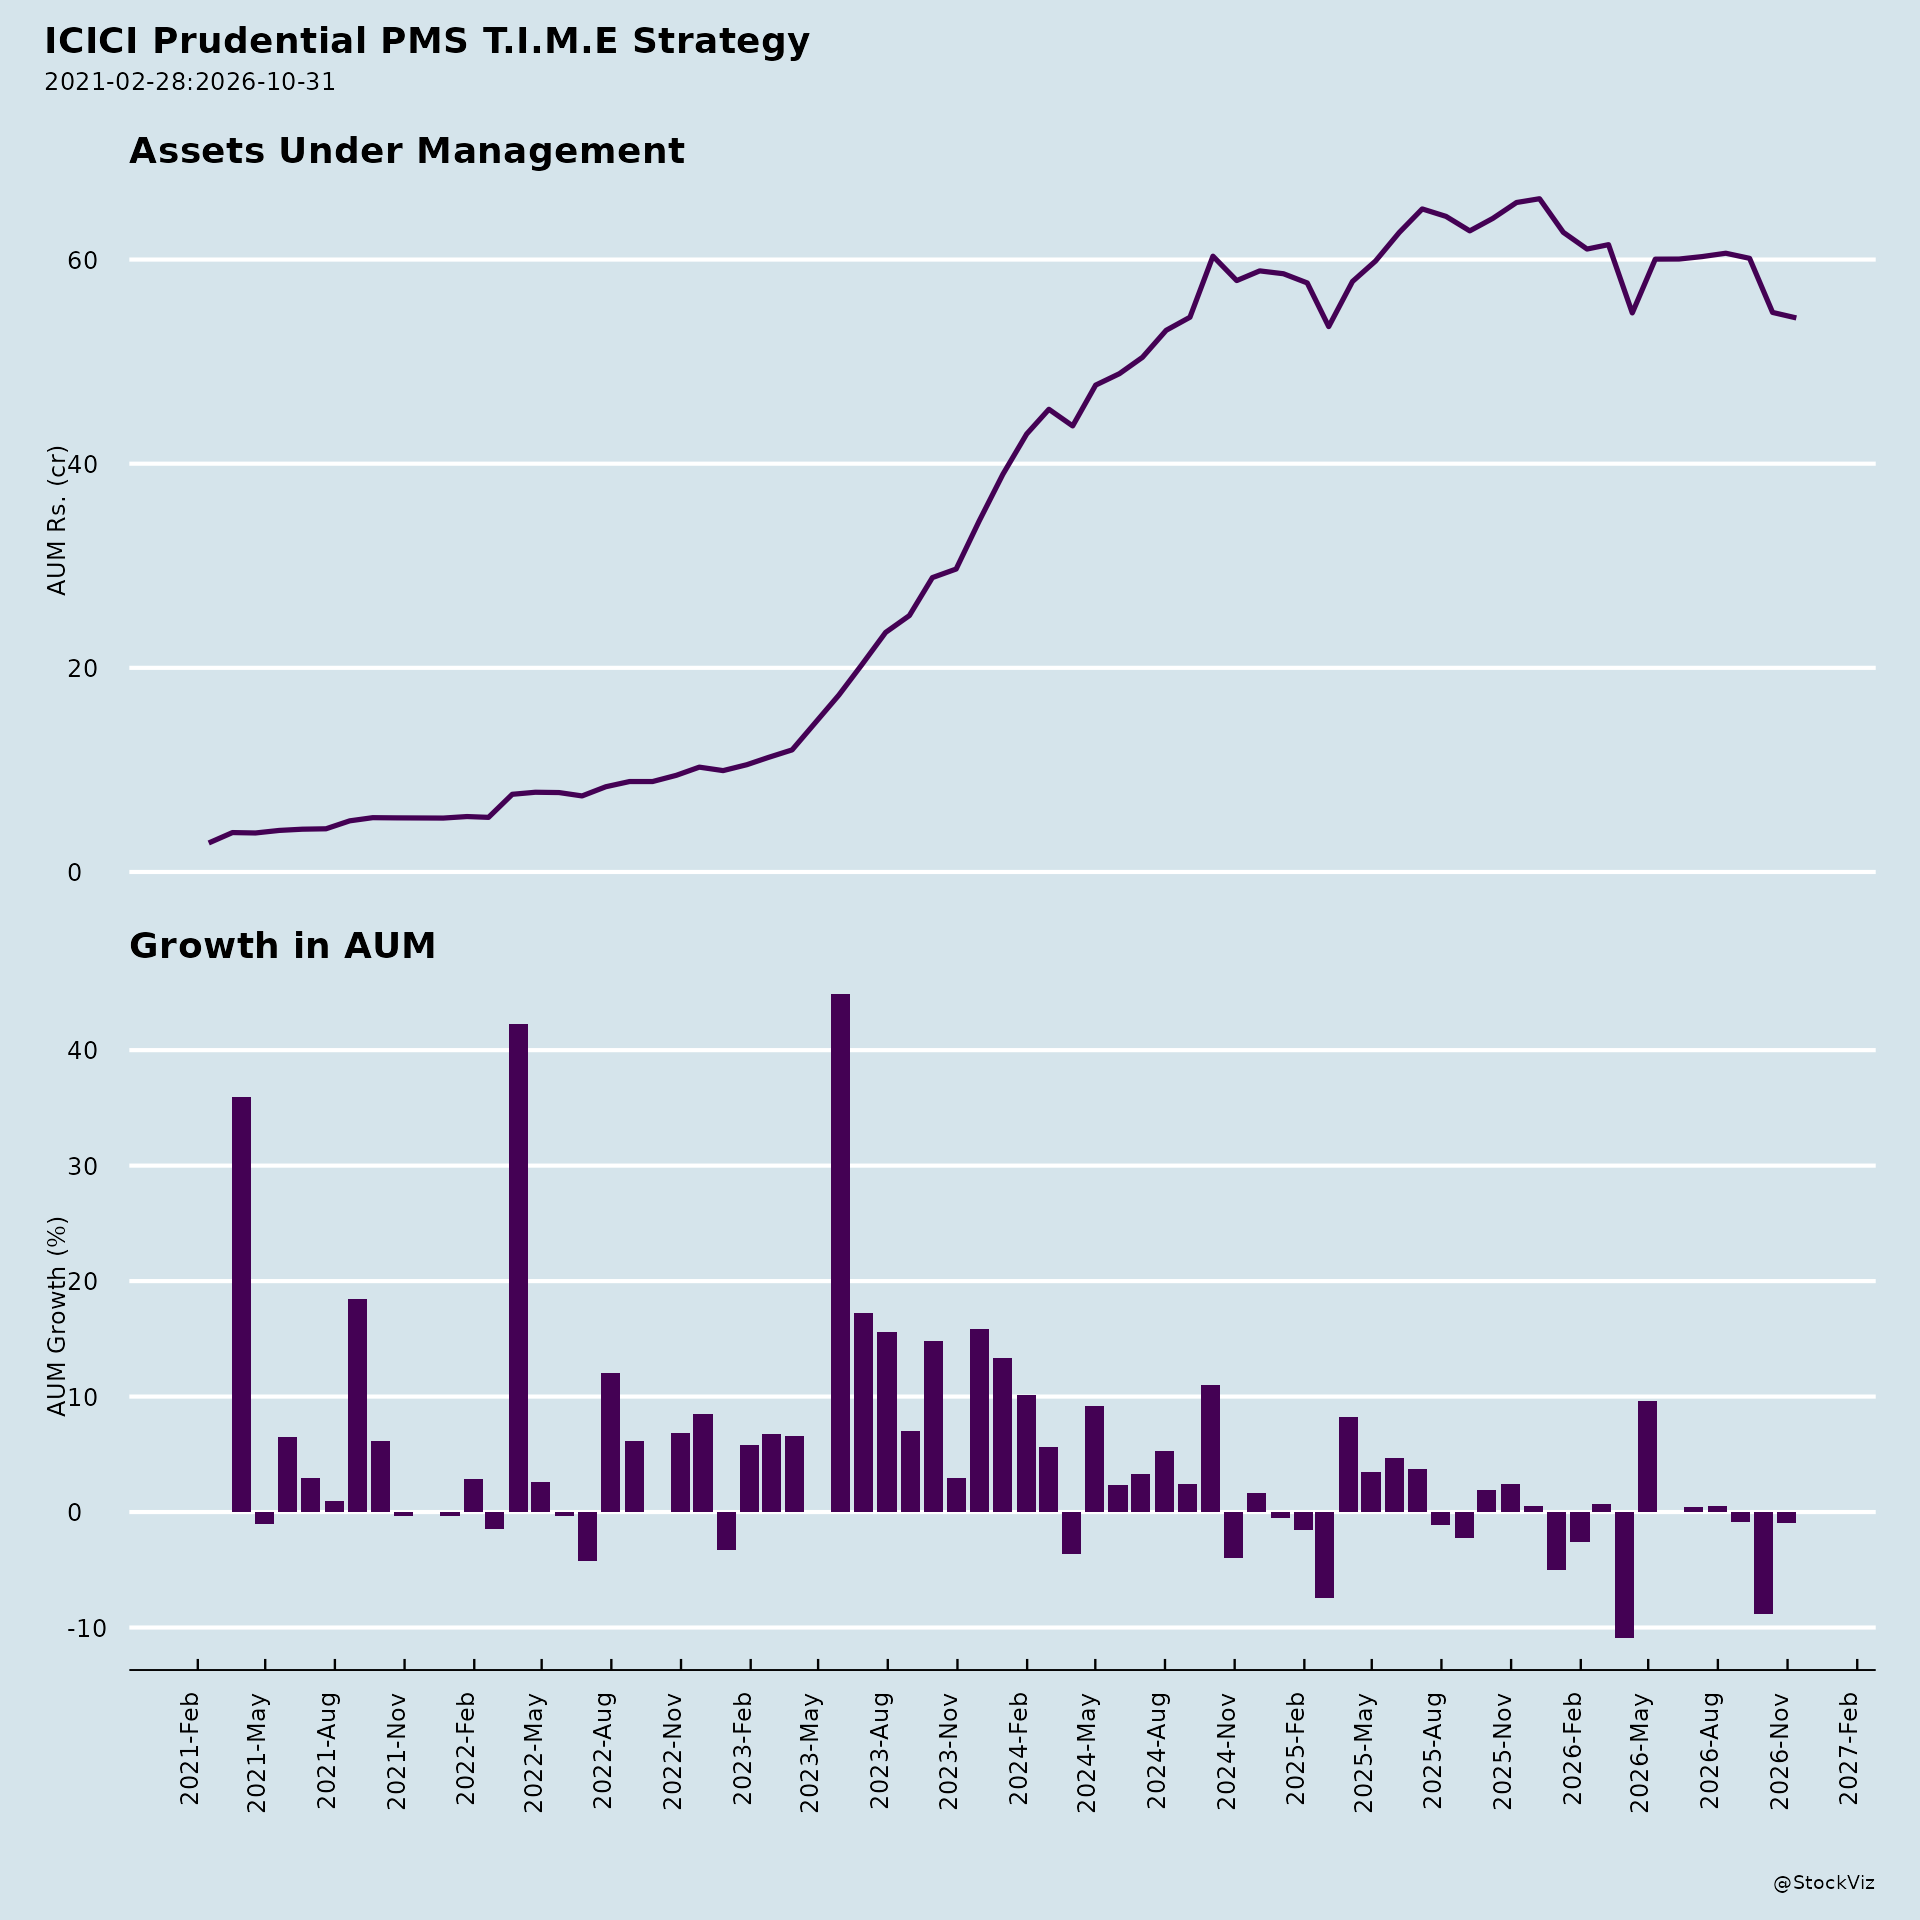 ICICI Prudential PMS T.I.M.E Strategy
2021-02-28:2026-10-31
Assets Under Management
AUM Rs. (cr)
60
40
20
0
Growth in AUM
AUM Growth (%)
40
30
20
10
0
-10
2021-Feb
2021-May
2021-Aug
2021-Nov
2022-Feb
2022-May
2022-Aug
2022-Nov
2023-Feb
2023-May
2023-Aug
2023-Nov
2024-Feb
2024-May
2024-Aug
2024-Nov
2025-Feb
2025-May
2025-Aug
2025-Nov
2026-Feb
2026-May
2026-Aug
2026-Nov
2027-Feb
@StockViz